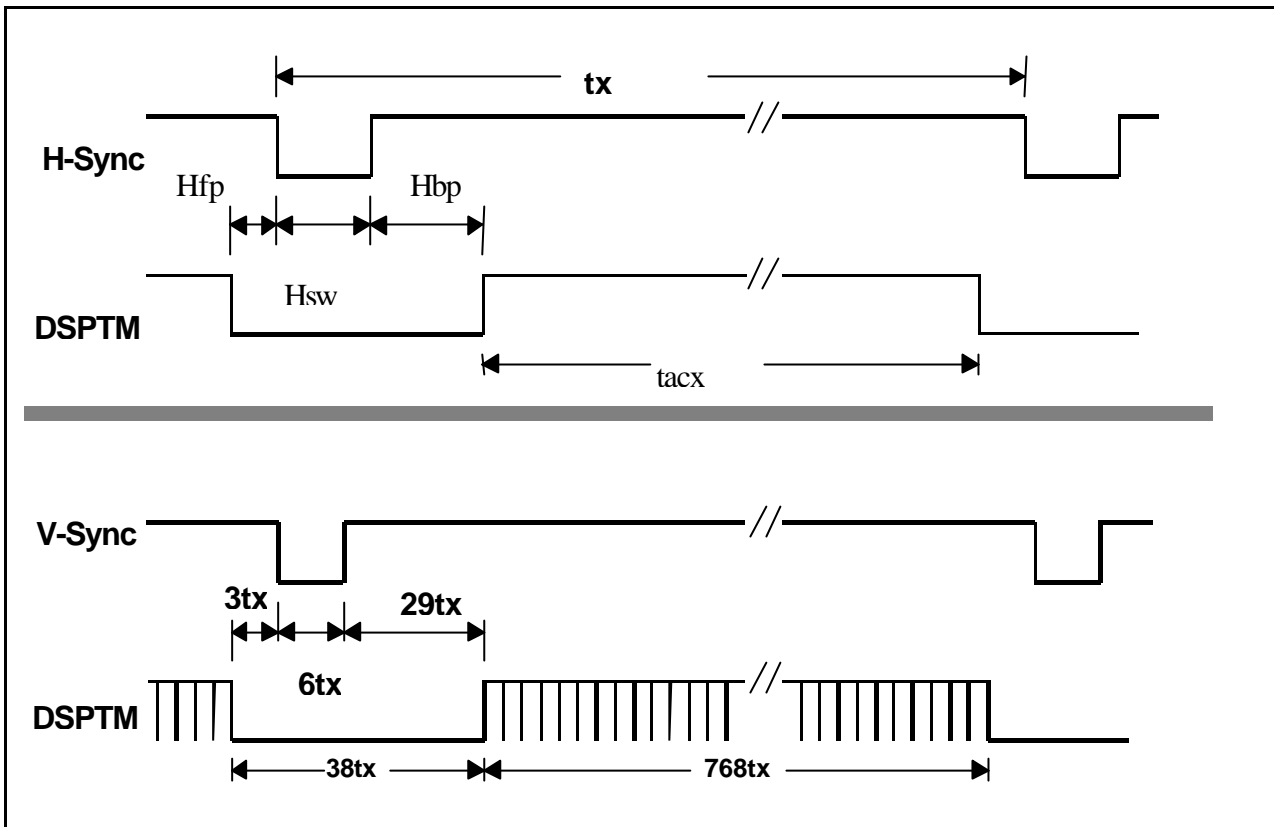 tx
H-Sync
Hfp
Hbp
Hsw
DSPTM
tacx
V-Sync
3tx
29tx
6tx
DSPTM
38tx
768tx